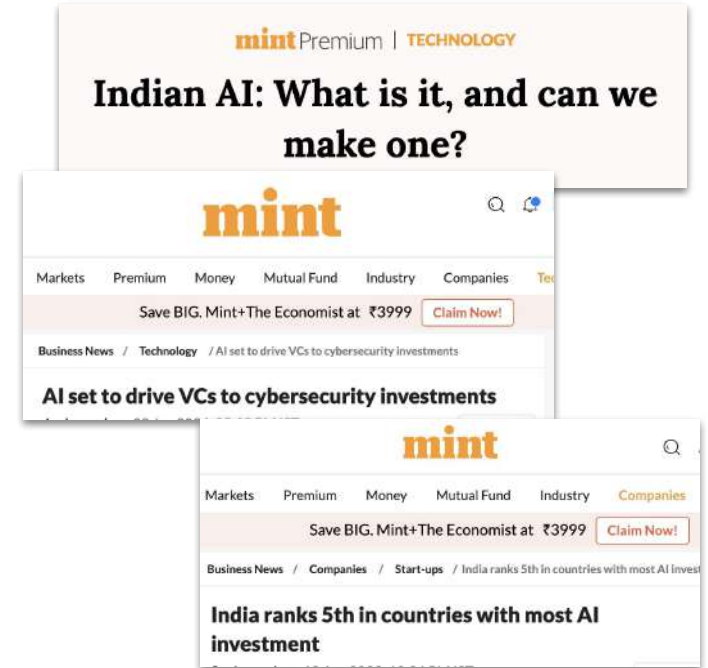 mint Premium | TECHNOLOGY
Indian AI: What is it, and can we
make one?
mint
Markets Premium Money Mutual Fund Industry Companies
Save BIG. Mint+The Economist at ₹3999 Claim Now!
Business News / Technology / AI set to drive VCs to cybersecurity investments
AI set to drive VCs to cybersecurity investments
mint
Markets Premium Money Mutual Fund Industry Companies
Save BIG. Mint+The Economist at ₹3999 Claim Now!
Business News / Companies / Start-ups / India ranks 5th in countries with most AI invest
India ranks 5th in countries with most AI
investment